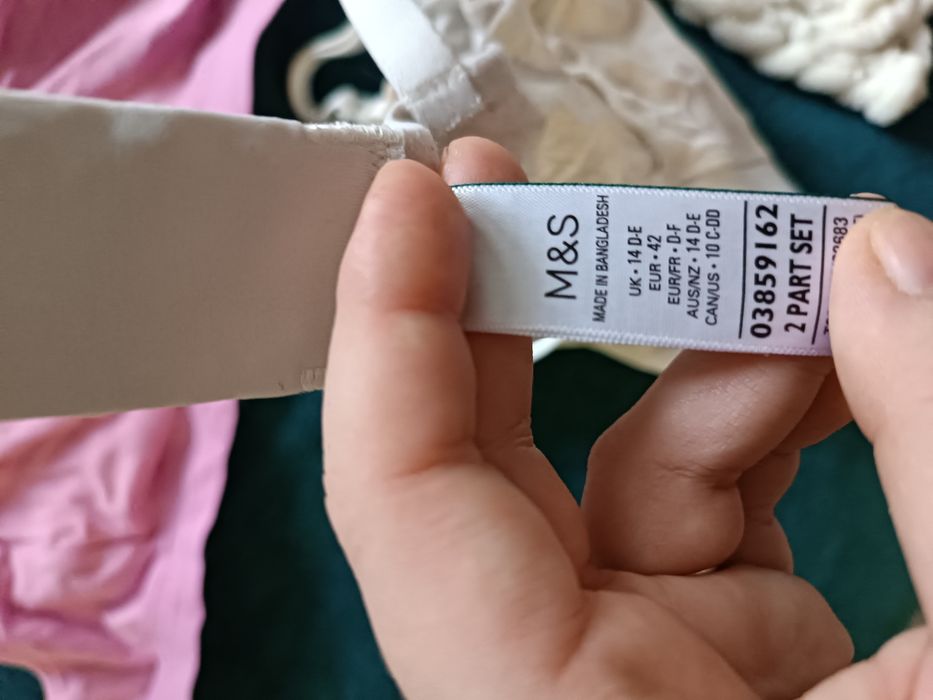 M&S
MADE IN BANGLADESH
UK • 14 D-E
EUR • 42
EUR/FR • D-F
AUS/NZ • 14 D-E
CAN/US • 10 C-DD
03859162
2 PART SET